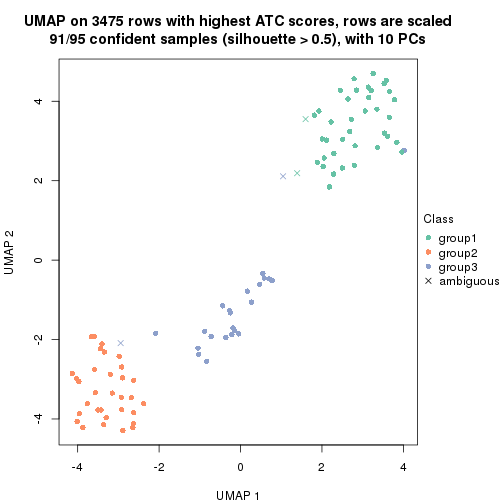 UMAP on 3475 rows with highest ATC scores, rows are scaled
91/95 confident samples (silhouette > 0.5), with 10 PCs
4
2
0
-2
-4
UMAP 2
-4 -2 0 2 4
UMAP 1
Class
group1
group2
group3
ambiguous